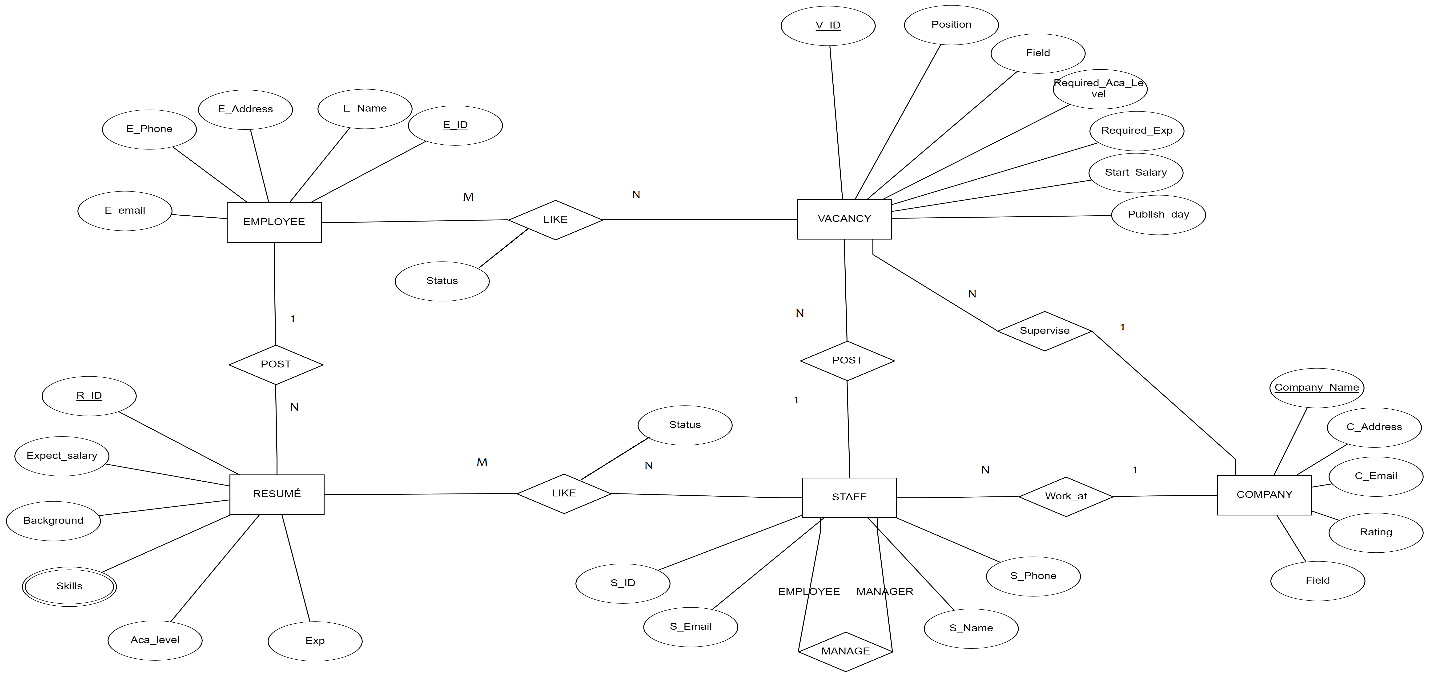 V_ID
Position
Field
Required_Aca_Le
vel
E_Address
L_Name
E_Phone
E_ID
Required_Exp
Start_Salary
E_email
M
N
Publish_day
EMPLOYEE
LIKE
VACANCY
Status
N
1
N
Supervise
1
POST
POST
R_ID
N
1
Company_Name
Status
C_Address
Expect_salary
M
N
N
1
C_Email
RESUMÉ
LIKE
STAFF
Work_at
COMPANY
Background
Rating
Skills
S_ID
EMPLOYEE
MANAGER
S_Phone
Field
Aca_level
Exp
S_Email
S_Name
MANAGE